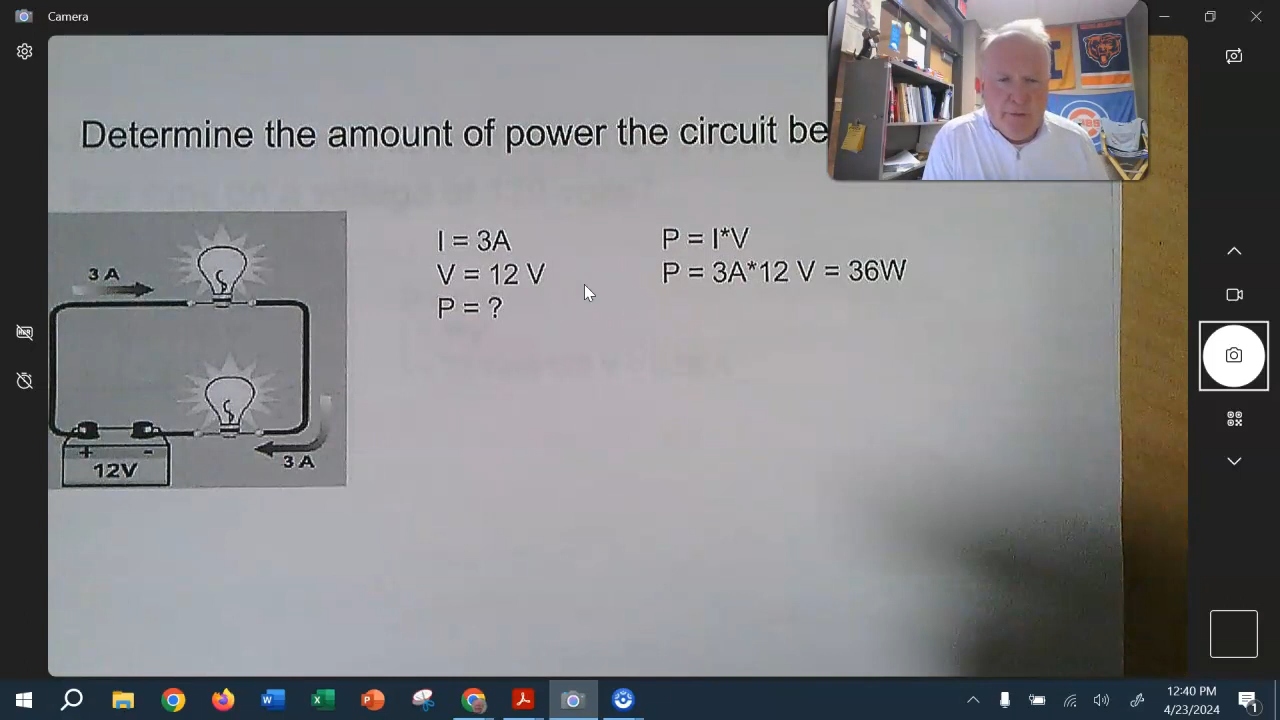 Camera
Determine the amount of power the circuit be
I = 3A
V = 12 V
P = ?
P = I*V
P = 3A*12 V = 36W
3 A
+ -
12V
3 A
12:40 PM
4/23/2024
1